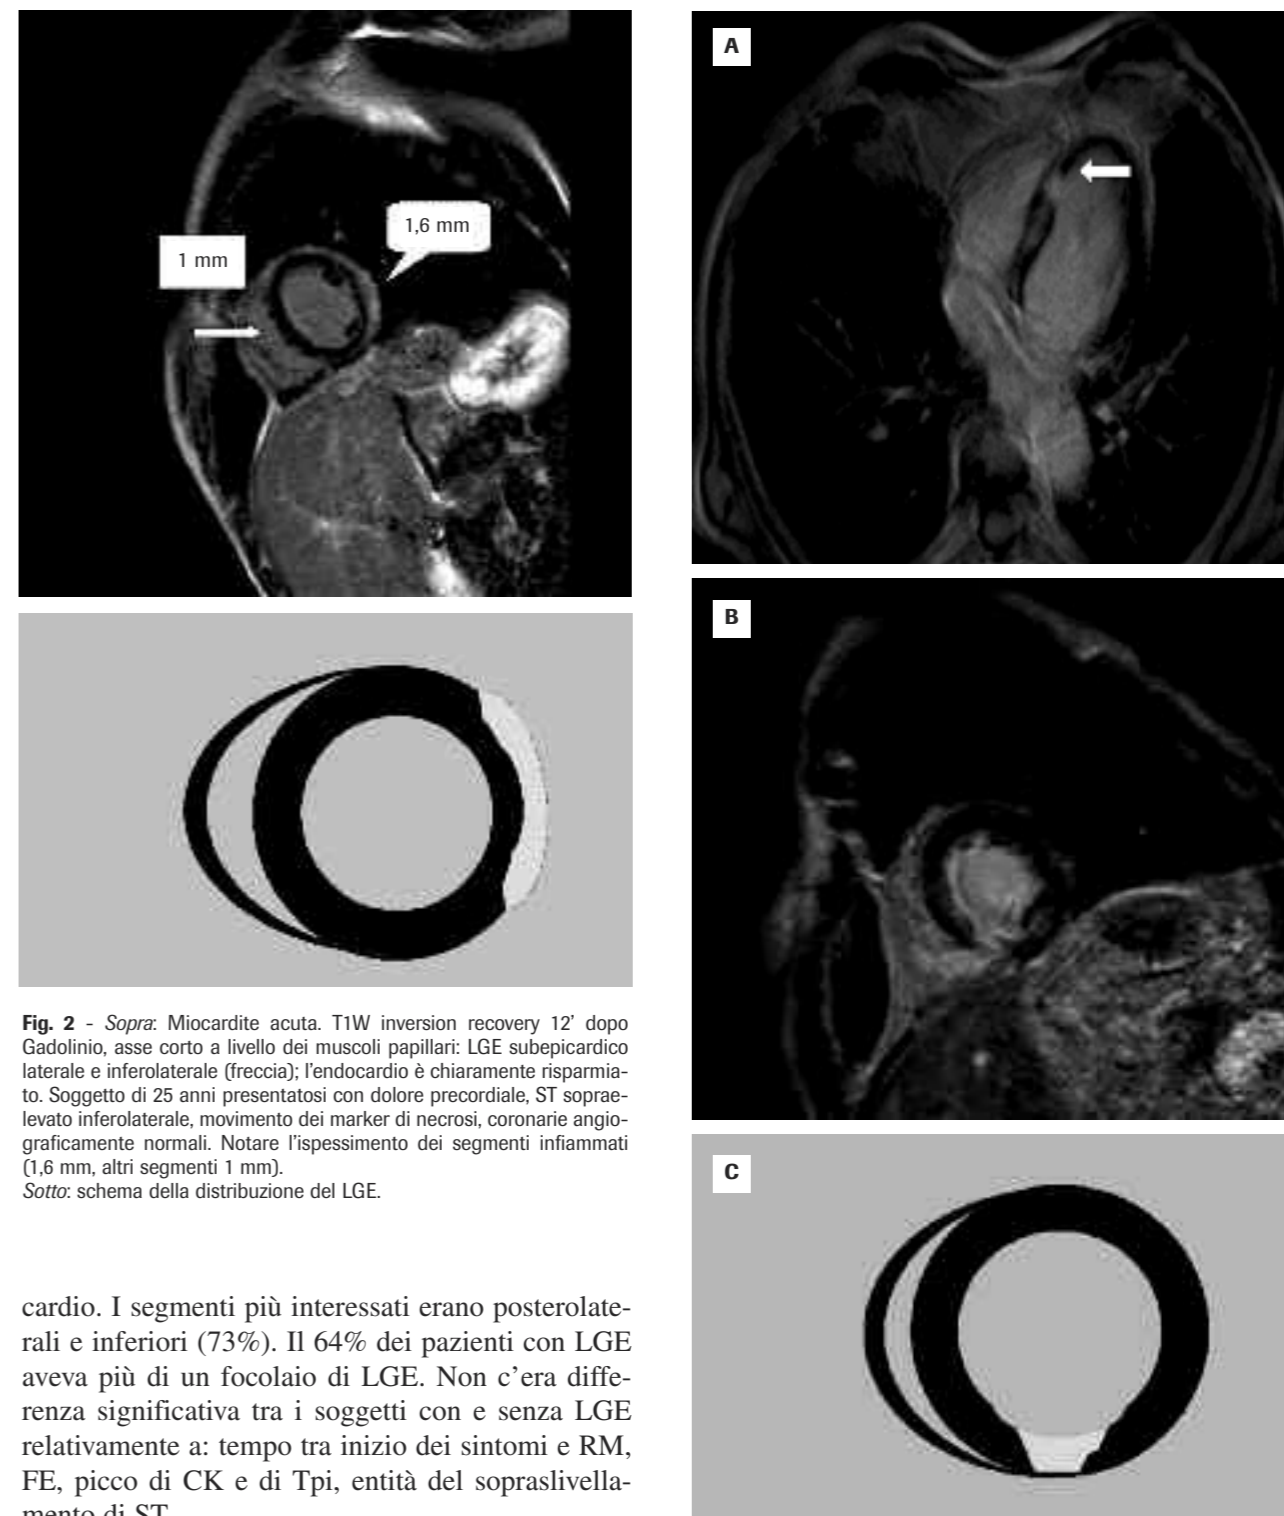 1 mm
1,6 mm
Fig. 2 - Sopra: Miocardite acuta. T1W inversion recovery 12' dopo
Gadolinio, asse corto a livello dei muscoli papillari: LGE subepicardico
laterale e inferolaterale (freccia); l'endocardio è chiaramente risparmia-
to. Soggetto di 25 anni presentatosi con dolore precordiale, ST soprae-
levato inferolaterale, movimento dei marker di necrosi, coronarie angio-
graficamente normali. Notare l'ispessimento dei segmenti infiammati
(1,6 mm, altri segmenti 1 mm).
Sotto: schema della distribuzione del LGE.
cardio. I segmenti più interessati erano posterolate-
rali e inferiori (73%). Il 64% dei pazienti con LGE
aveva più di un focolaio di LGE. Non c'era diffe-
renza significativa tra i soggetti con e senza LGE
relativamente a: tempo tra inizio dei sintomi e RM,
FE, picco di CK e di Tpi, entità del sopraslivella-
mento di ST
A
B
C